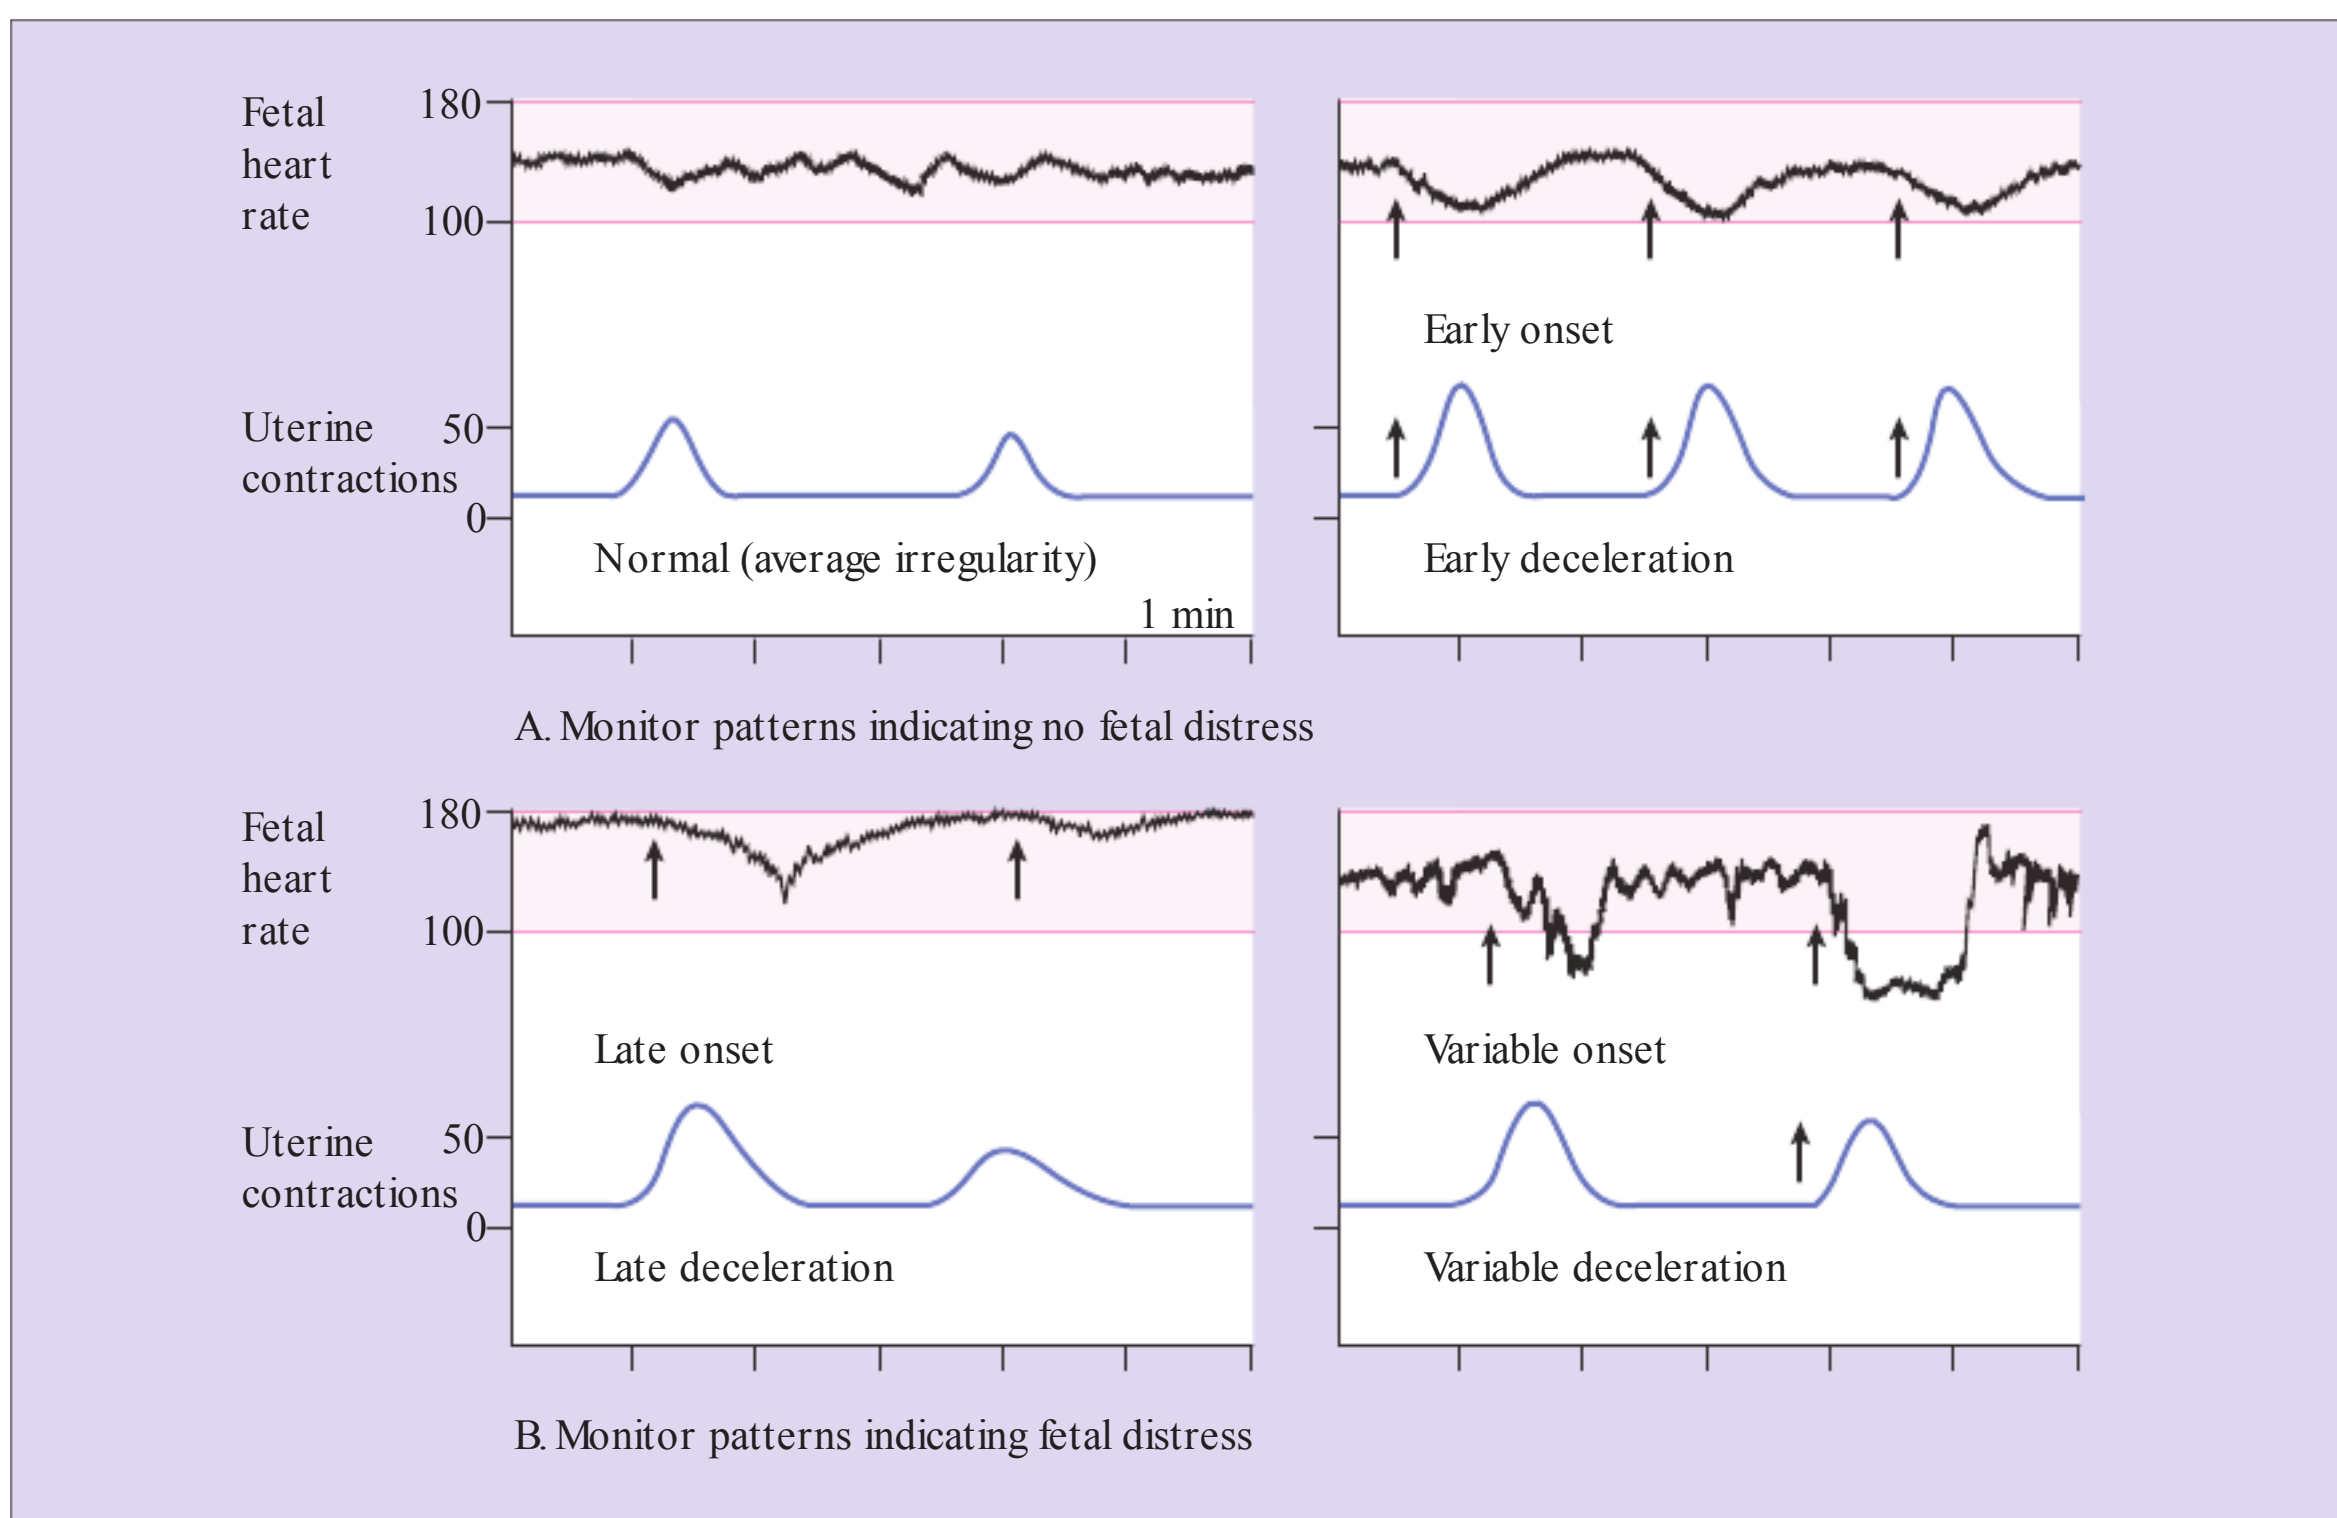 Fetal
heart
rate
180
100
Uterine
contractions
50
0
Normal (average irregularity)
1 min
Early onset
Early deceleration
A. Monitor patterns indicating no fetal distress
Fetal
heart
rate
180
100
Uterine
contractions
50
0
Late onset
Late deceleration
Variable onset
Variable deceleration
B. Monitor patterns indicating fetal distress